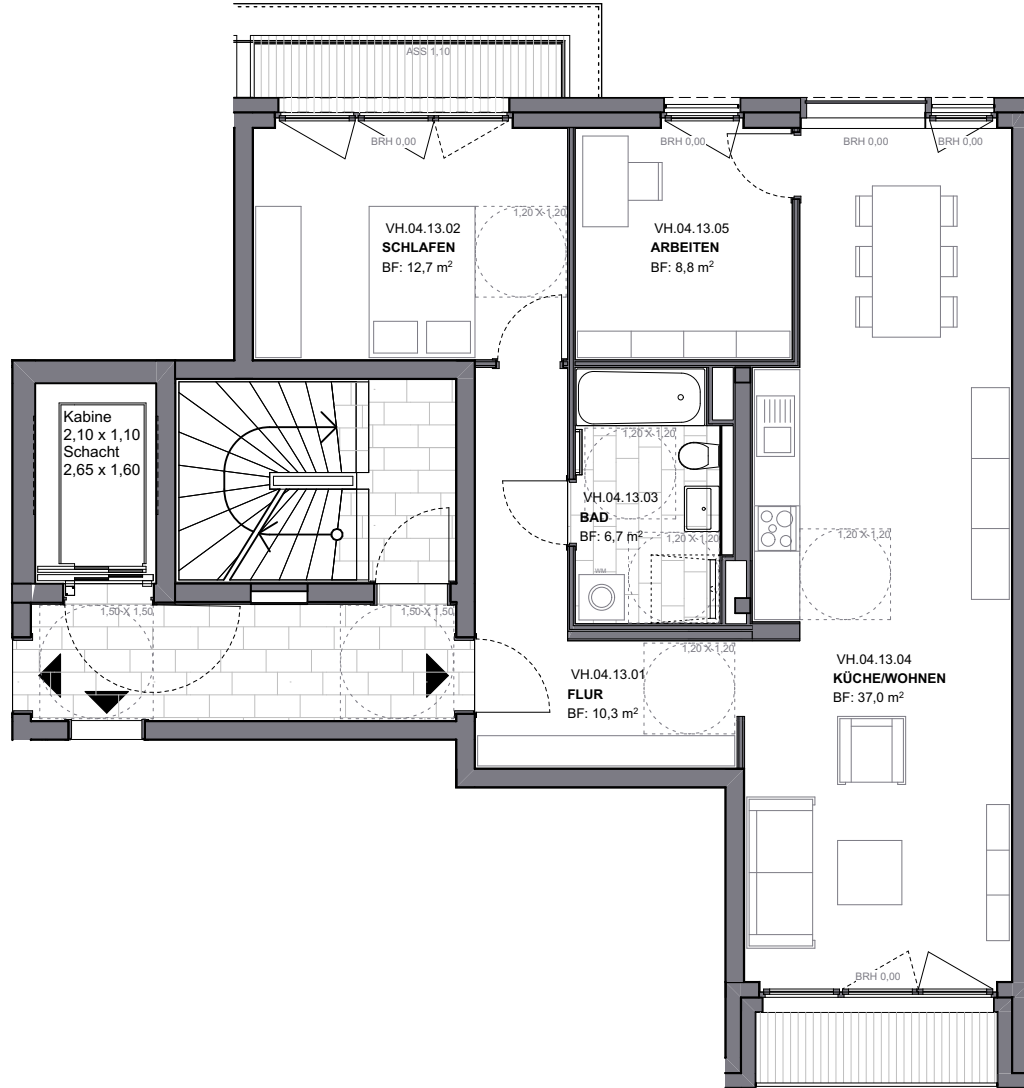 ASS 1,10
BRH 0,00
BRH 0,00
BRH 0,00
BRH 0,00
1,20 X 1,20
VH.04.13.02
SCHLAFEN
BF: 12,7 m²
VH.04.13.05
ARBEITEN
BF: 8,8 m²
Kabine
2,10 x 1,10
Schacht
2,65 x 1,60
1,20 X 1,20
VH.04.13.03
BAD
BF: 6,7 m²
1,20 X 1,20
1,20 X 1,20
WM
1,50 X 1,50
1,50 X 1,50
1,20 X 1,20
VH.04.13.01
FLUR
BF: 10,3 m²
VH.04.13.04
KÜCHE/WOHNEN
BF: 37,0 m²
BRH 0,00